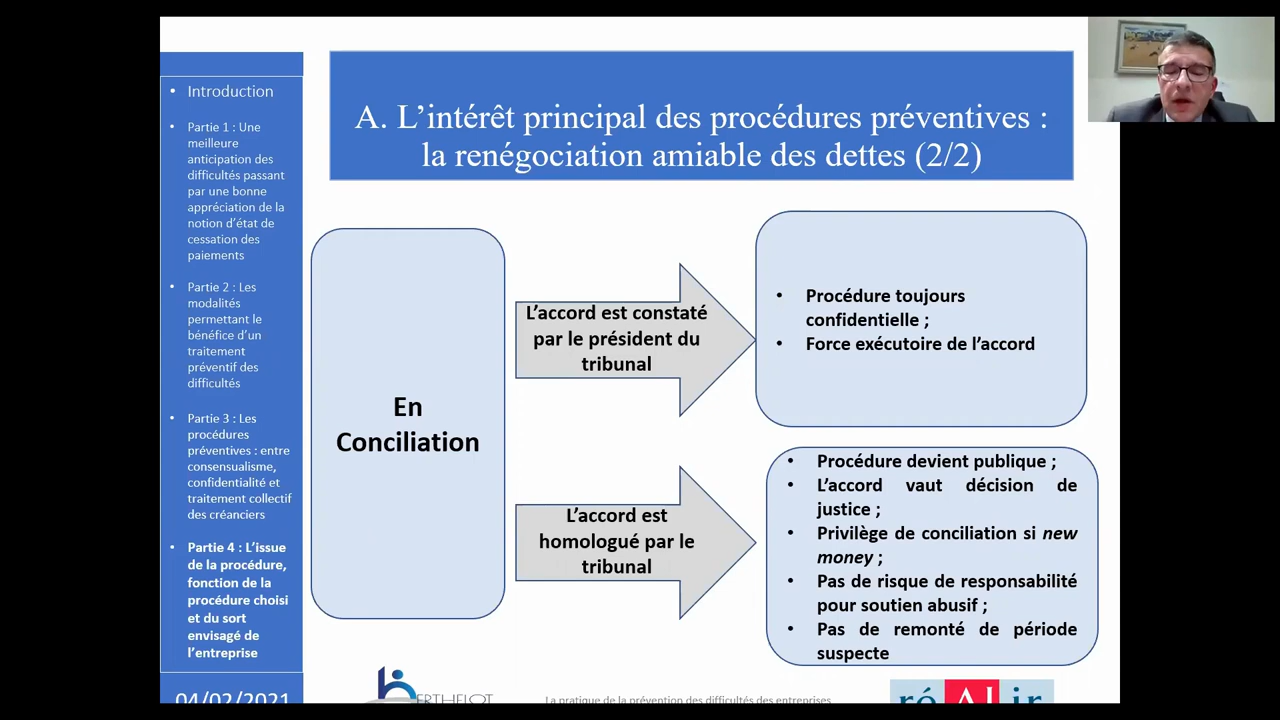 A. L'intérêt principal des procédures préventives :
la renégociation amiable des dettes (2/2)
• Introduction
• Partie 1 : Une
meilleure
anticipation des
difficultés passant
par une bonne
appréciation de la
notion d'état de
cessation des
paiements
• Partie 2 : Les
modalités
permettant le
bénéfice d'un
traitement
préventif des
difficultés
• Partie 3 : Les
procédures
préventives : entre
consensualisme,
confidentialité et
traitement collectif
des créanciers
• Partie 4 : L'issue
de la procédure,
fonction de la
procédure choisi
et du sort
envisagé de
l'entreprise
04/02/2021
En
Conciliation
L'accord est constaté
par le président du
tribunal
• Procédure toujours
confidentielle ;
• Force exécutoire de l'accord
L'accord est
homologué par le
tribunal
• Procédure devient publique ;
• L'accord vaut décision de
justice ;
• Privilège de conciliation si new
money ;
• Pas de risque de responsabilité
pour soutien abusif ;
• Pas de remonté de période
suspecte
ERTHELOT
La pratique de la prévention des difficultés des entreprises
réAJir